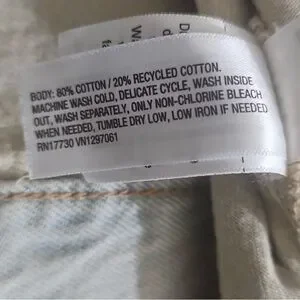 BODY: 80% COTTON / 20% RECYCLED COTTON.
MACHINE WASH COLD, DELICATE CYCLE, WASH INSIDE
OUT, WASH SEPARATELY, ONLY NON-CHLORINE BLEACH
WHEN NEEDED, TUMBLE DRY LOW, LOW IRON IF NEEDED
RN17730 VN1297061